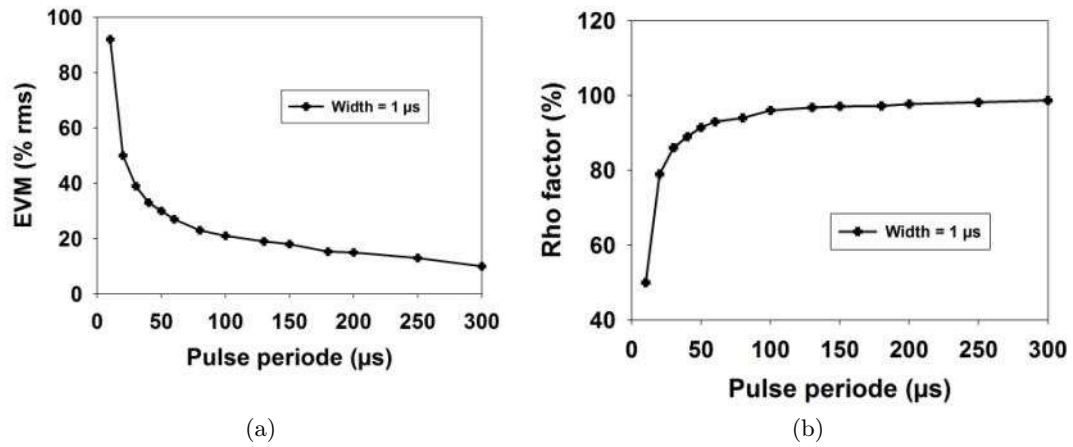 100
80
60
40
20
0
EVM (% rms)
Width = 1 µs
0 50 100 150 200 250 300
Pulse periode (µs)
(a)
120
100
80
60
40
Rho factor (%)
Width = 1 µs
0 50 100 150 200 250 300
Pulse periode (µs)
(b)